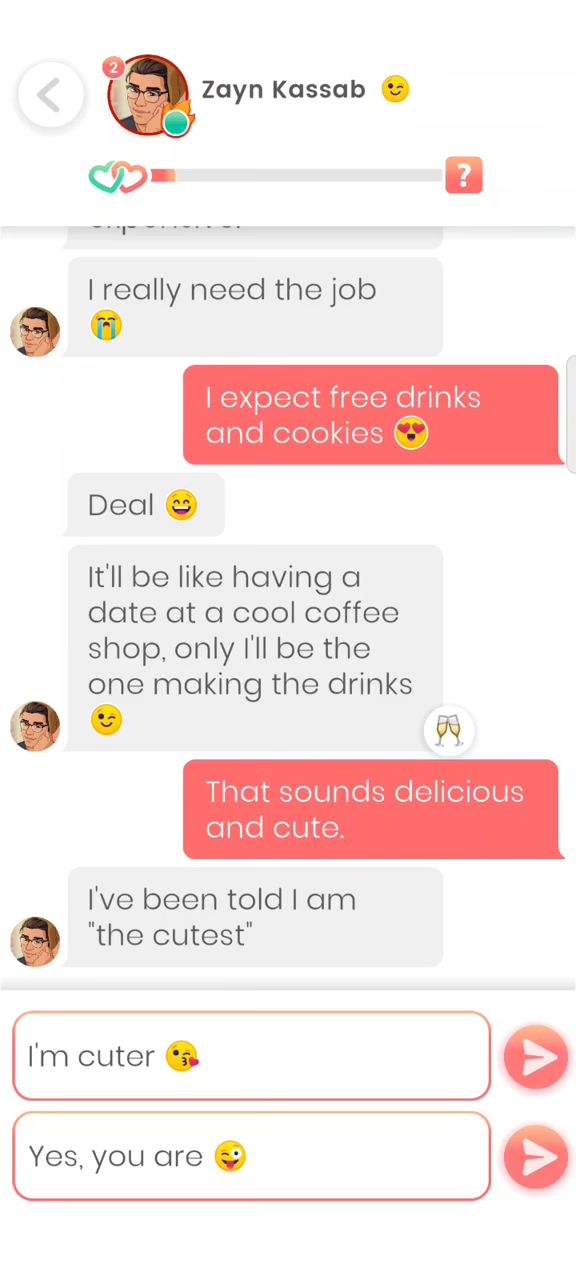 2
Zayn Kassab 😉
?
I really need the job
😭
I expect free drinks
and cookies 😍
Deal 😄
It'll be like having a
date at a cool coffee
shop, only I'll be the
one making the drinks
😉
🥂
That sounds delicious
and cute.
I've been told I am
"the cutest"
I'm cuter 😘
Yes, you are 😜